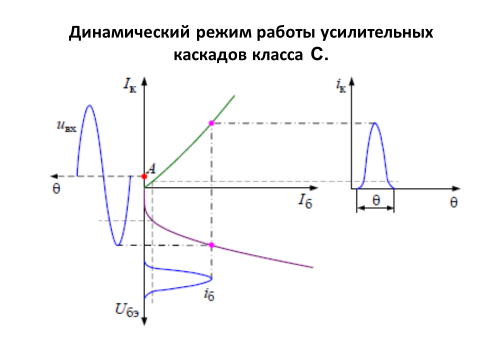 Динамический режим работы усилительных
каскадов класса С.
Iк
iк
uвх
A
θ
Iб
θ
θ
iб
Uбэ